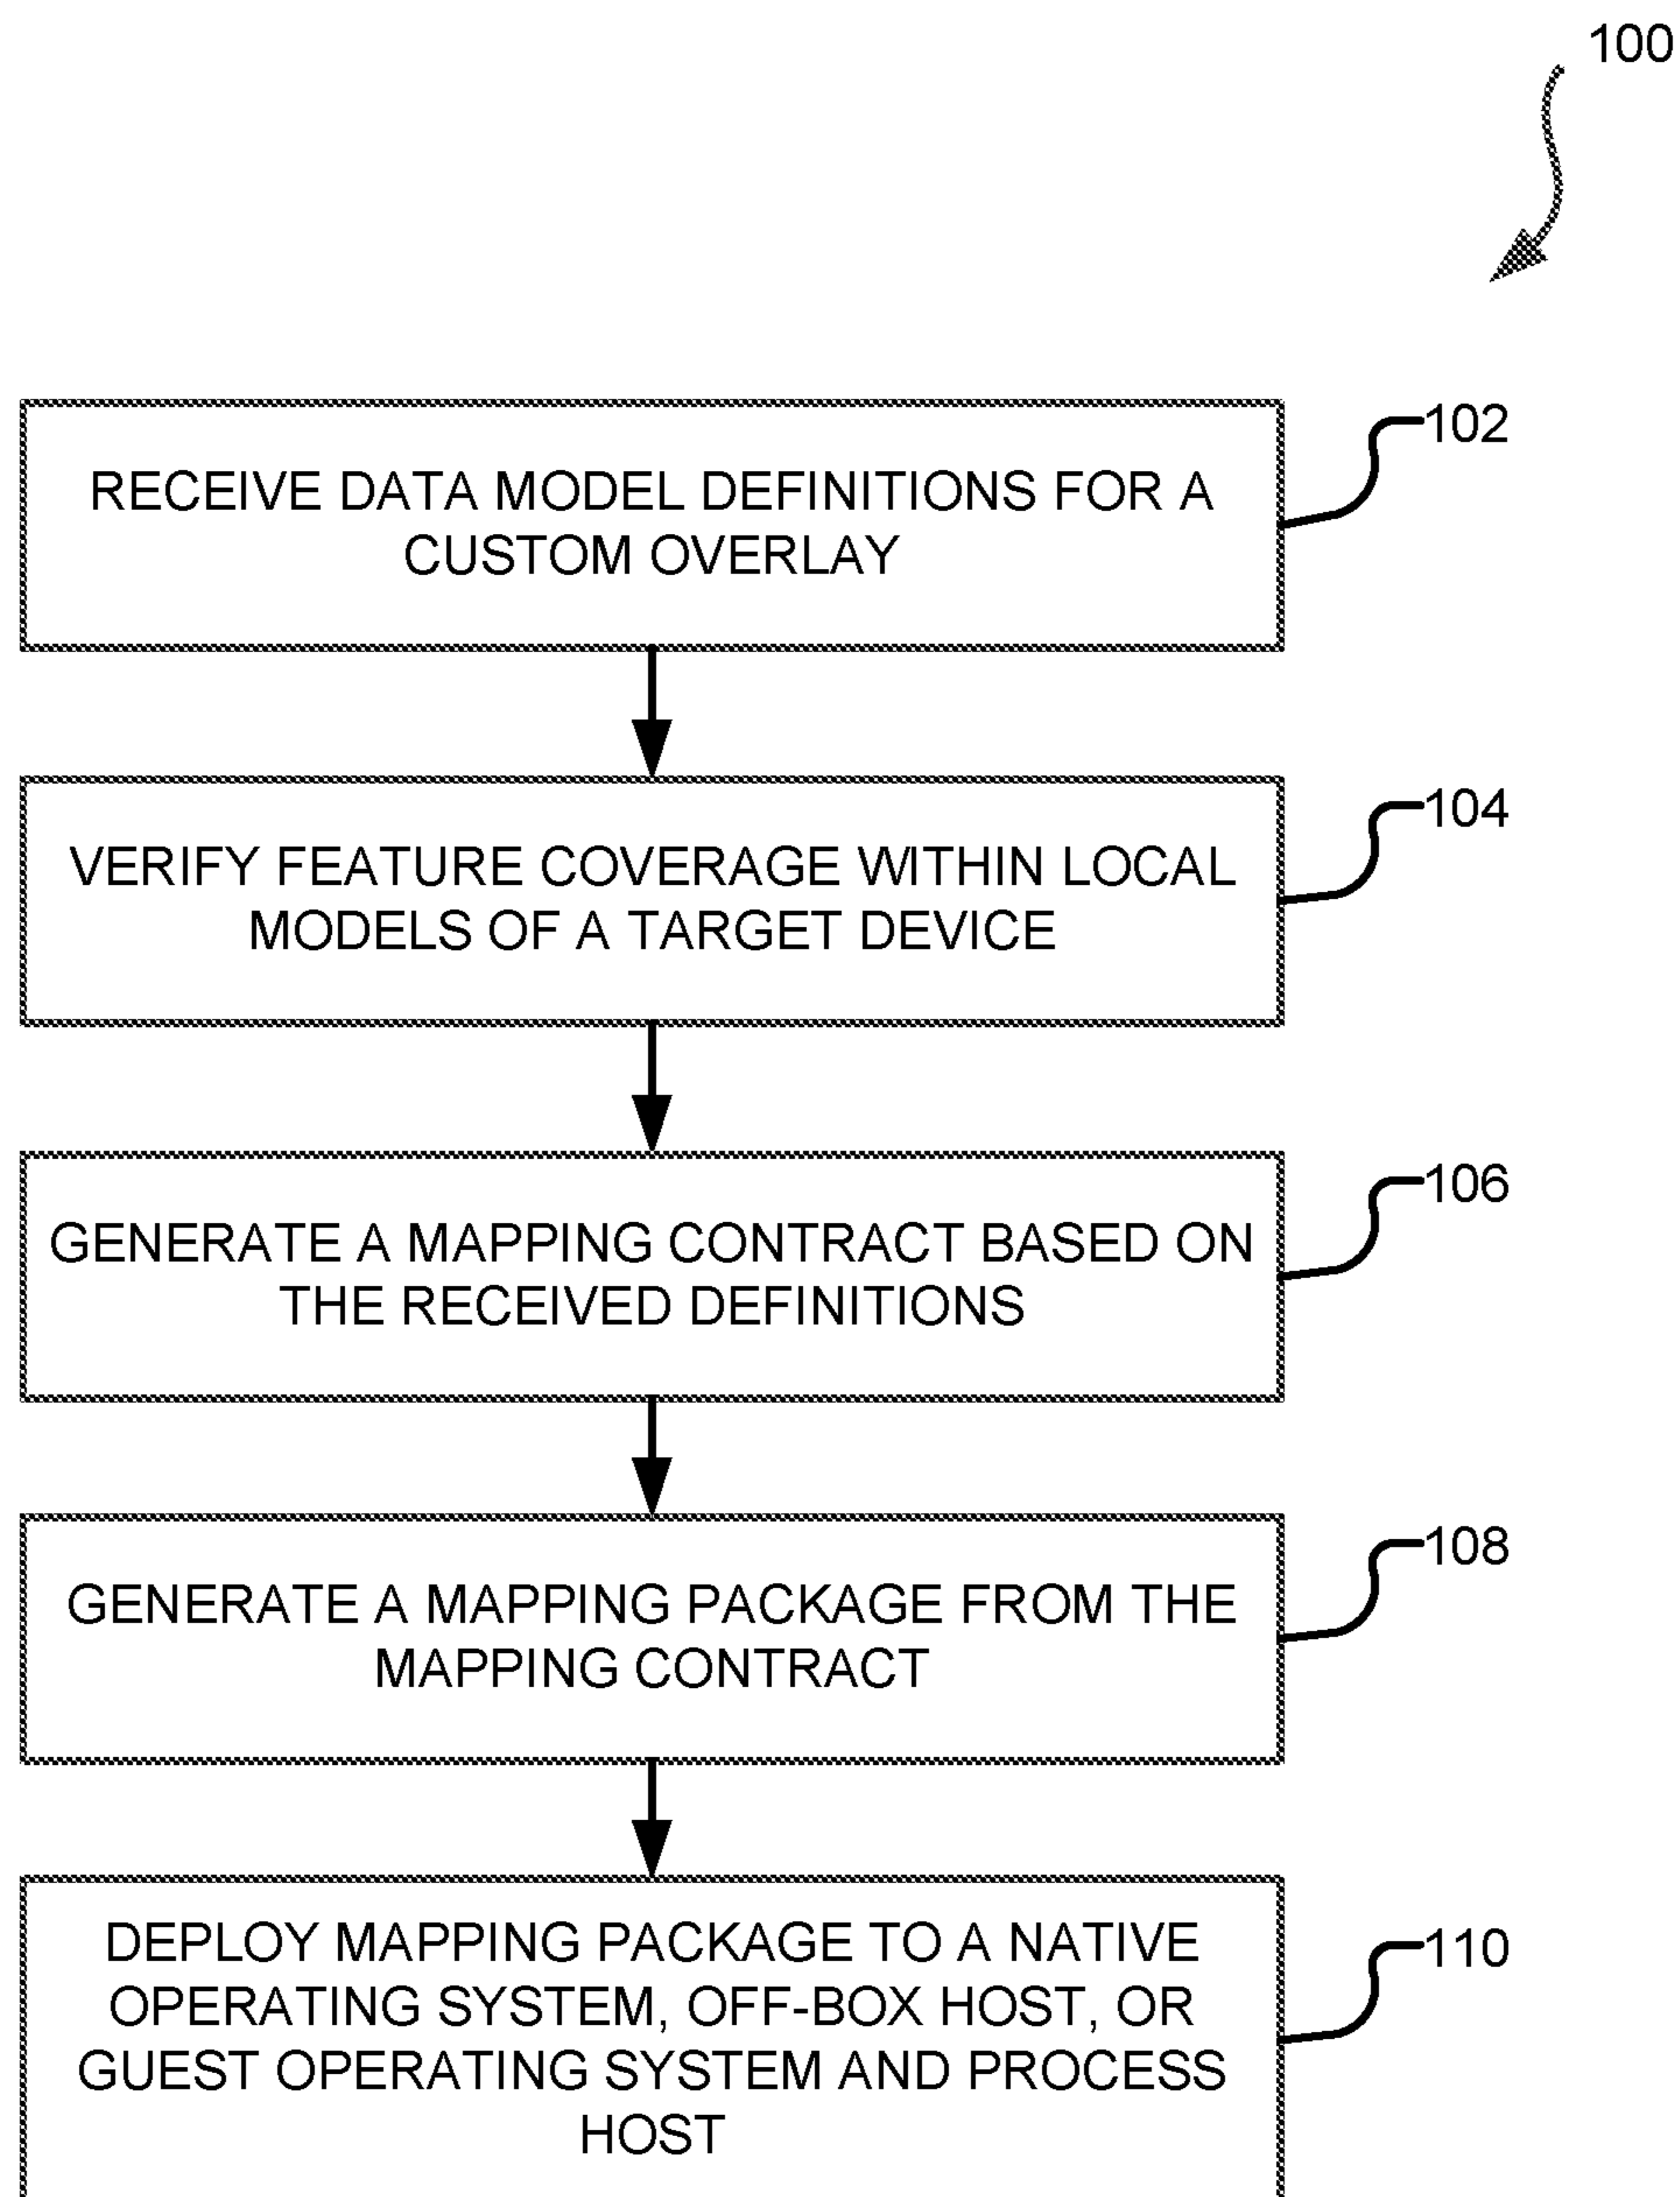 100
RECEIVE DATA MODEL DEFINITIONS FOR A
CUSTOM OVERLAY
102
VERIFY FEATURE COVERAGE WITHIN LOCAL
MODELS OF A TARGET DEVICE
104
GENERATE A MAPPING CONTRACT BASED ON
THE RECEIVED DEFINITIONS
106
GENERATE A MAPPING PACKAGE FROM THE
MAPPING CONTRACT
108
DEPLOY MAPPING PACKAGE TO A NATIVE
OPERATING SYSTEM, OFF-BOX HOST, OR
GUEST OPERATING SYSTEM AND PROCESS
HOST
110